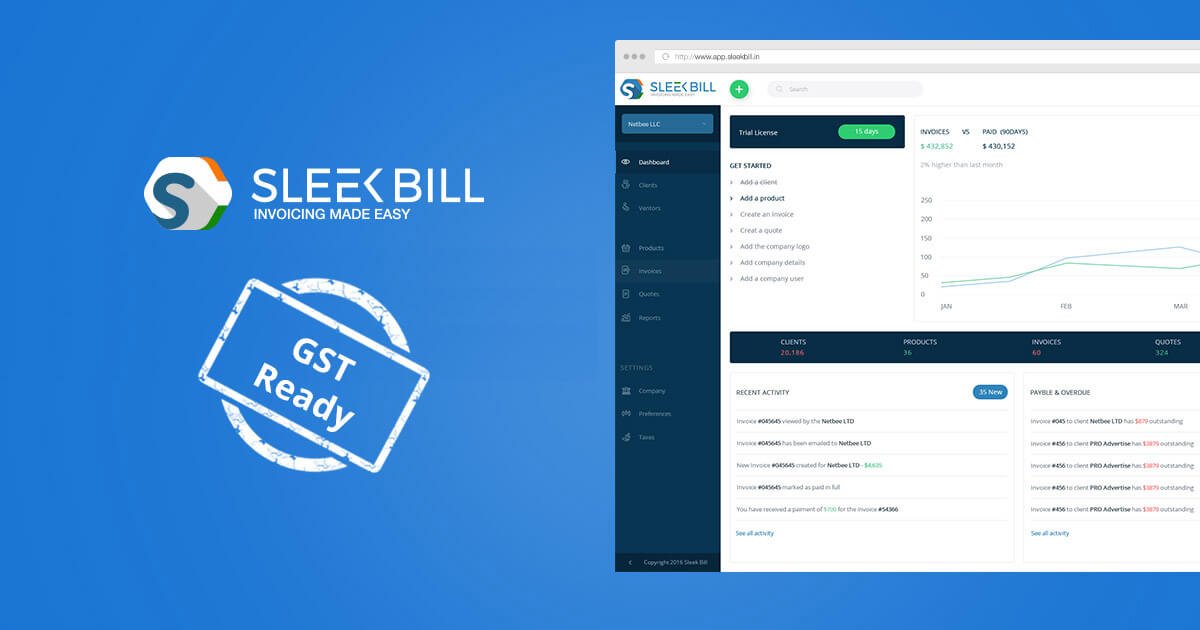 SLEEK BILL
INVOICING MADE EASY
GST
Ready
http://www.app.sleekbill.in
SLEEK BILL
INVOICING MADE EASY
Search
Netbee LLC
Dashboard
Clients
Ventors
Products
Invoices
Quotes
Reports
SETTINGS
Company
Preferences
Taxes
Copyright 2016 Sleek Bill
Trial License
15 days
GET STARTED
Add a client
Add a product
Create an invoice
Creat a quote
Add the company logo
Add company details
Add a company user
INVOICES VS PAID (90DAYS)
$ 432,852 $ 430,152
2% higher than last month
250
200
150
100
50
0
JAN FEB MAR
CLIENTS PRODUCTS INVOICES QUOTES
20,186 36 60 324
RECENT ACTIVITY
35 New
Invoice #045645 viewed by the Netbee LTD
Invoice #045645 has been emailed to Netbee LTD
New Invoice #045645 created for Netbee LTD - $4,635
Invoice #045645 marked as paid in full
You have received a paiment of $700 for the invoice #54366
See all activity
PAYBLE & OVERDUE
Invoice #045 to client Netbee LTD has $879 outstanding
Invoice #456 to client PRO Advertise has $3879 outstanding
Invoice #456 to client PRO Advertise has $3879 outstanding
Invoice #456 to client PRO Advertise has $3879 outstanding
Invoice #456 to client PRO Advertise has $3879 outstanding
See all activity